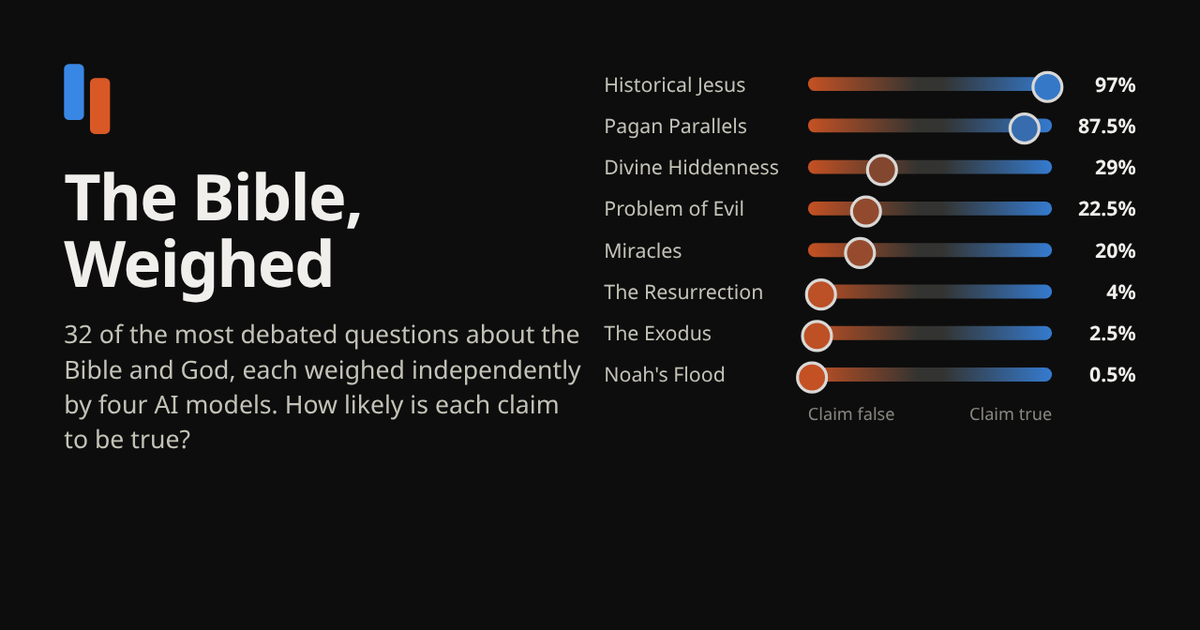 The Bible,
Weighed
32 of the most debated questions about the
Bible and God, each weighed independently
by four AI models. How likely is each claim
to be true?
Historical Jesus 97%
Pagan Parallels 87.5%
Divine Hiddenness 29%
Problem of Evil 22.5%
Miracles 20%
The Resurrection 4%
The Exodus 2.5%
Noah's Flood 0.5%
Claim false Claim true